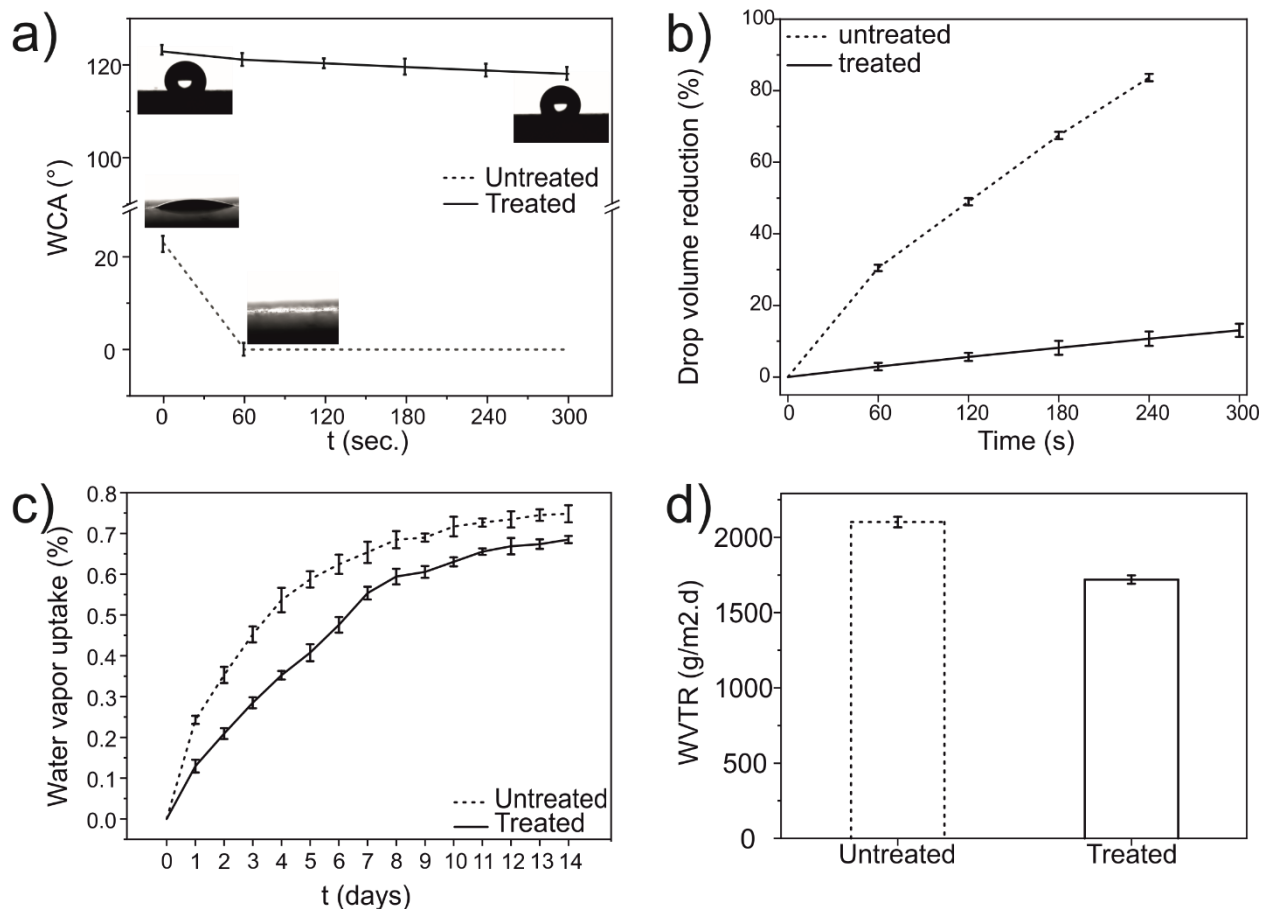 a)
120
100
20
0
WCA (°)
Untreated
Treated
0 60 120 180 240 300
t (sec.)
b)
100
80
60
40
20
0
Drop volume reduction (%)
untreated
treated
0 60 120 180 240 300
Time (s)
c)
0.8
0.7
0.6
0.5
0.4
0.3
0.2
0.1
0.0
Water vapor uptake (%)
Untreated
Treated
0 1 2 3 4 5 6 7 8 9 10 11 12 13 14
t (days)
d)
2000
1500
1000
500
0
WVTR (g/m2.d)
Untreated Treated